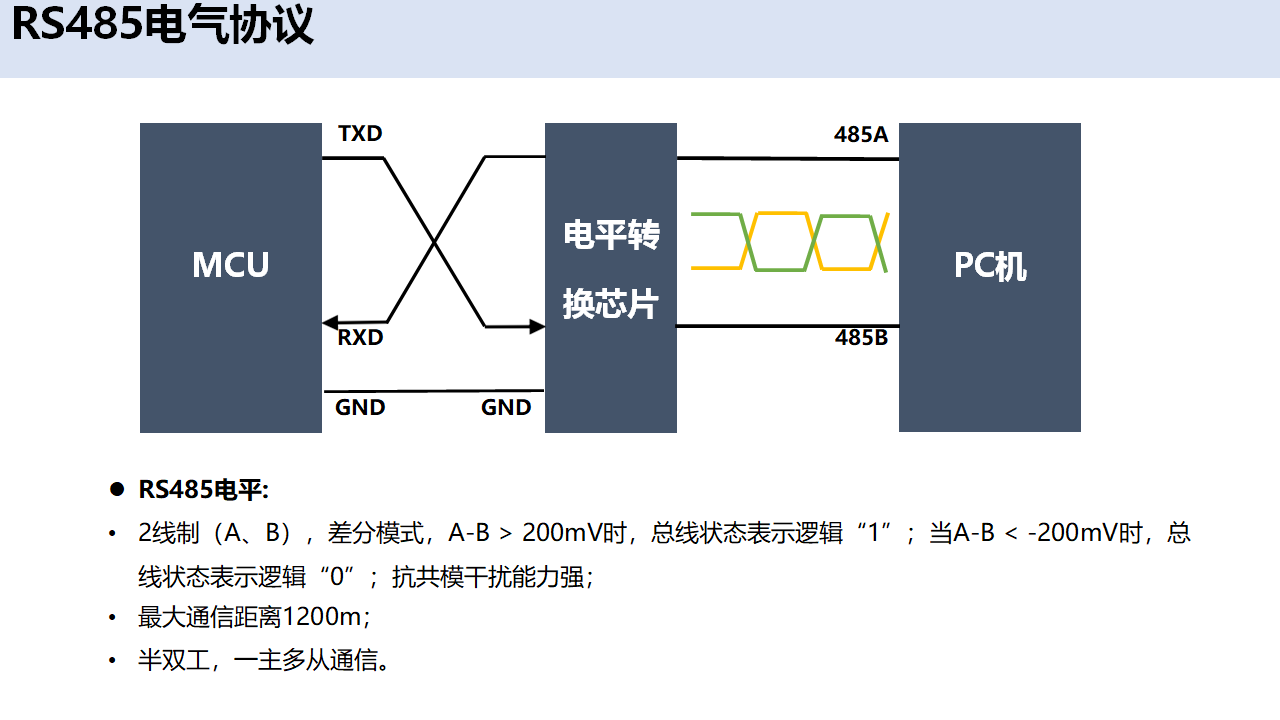 RS485电气协议
TXD
485A
MCU
电平转
换芯片
PC机
RXD
485B
GND
GND
● RS485电平:
• 2线制（A、B），差分模式，A-B > 200mV时，总线状态表示逻辑“1”；当A-B < -200mV时，总
线状态表示逻辑“0”；抗共模干扰能力强；
• 最大通信距离1200m；
• 半双工，一主多从通信。